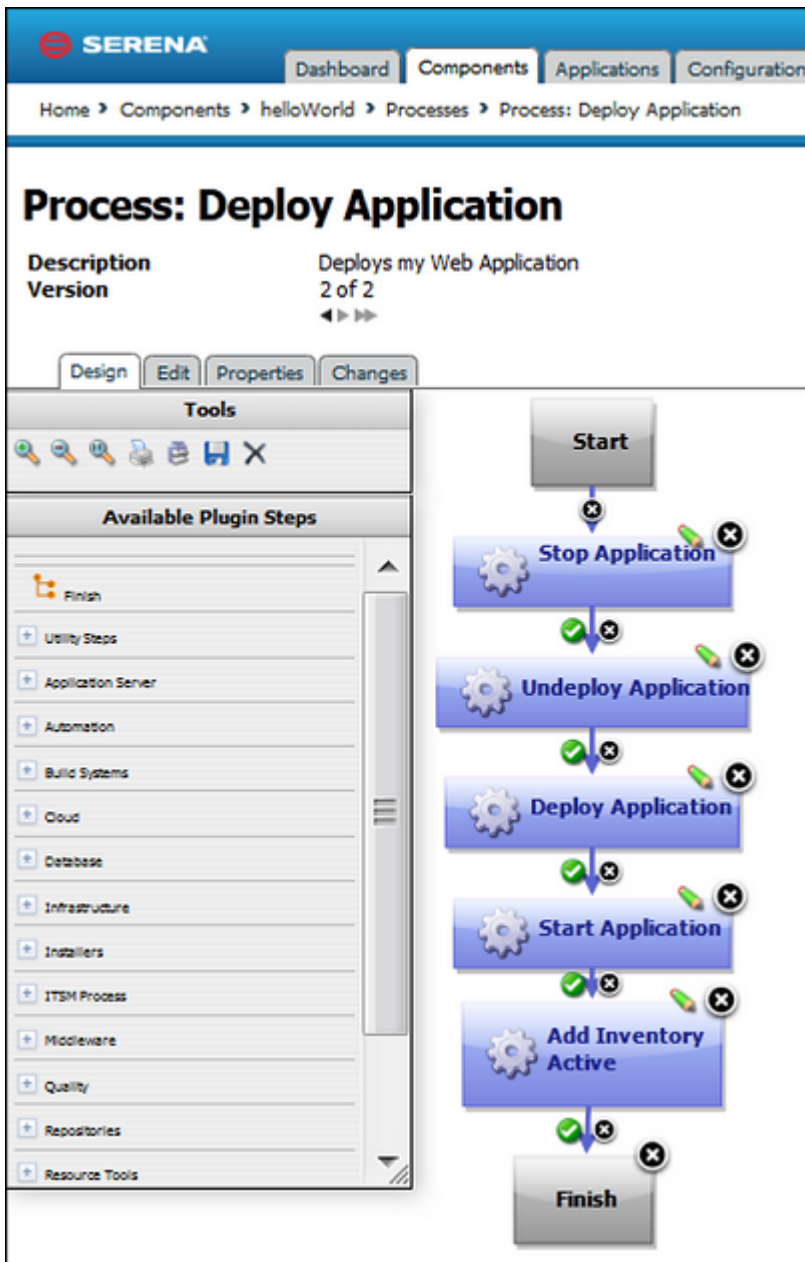 SERENA
Dashboard Components Applications Configuration
Home > Components > helloWorld > Processes > Process: Deploy Application
Process: Deploy Application
Description Deploys my Web Application
Version 2 of 2
Design Edit Properties Changes
Tools
Available Plugin Steps
Finish
Utility Steps
Application Server
Automation
Build Systems
Cloud
Database
Infrastructure
Installers
ITSM Process
Middleware
Quality
Repositories
Resource Tools
Start
Stop Application
Undeploy Application
Deploy Application
Start Application
Add Inventory
Active
Finish